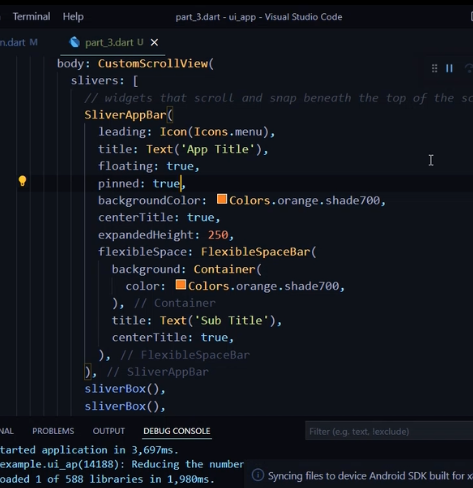 Terminal Help part_3.dart - ui_app - Visual Studio Code
n.dart M part_3.dart U
body: CustomScrollView(
slivers: [
// widgets that scroll and snap beneath the top of the sc
SliverAppBar(
leading: Icon(Icons.menu),
title: Text('App Title'),
floating: true,
pinned: true,
backgroundColor: Colors.orange.shade700,
centerTitle: true,
expandedHeight: 250,
flexibleSpace: FlexibleSpaceBar(
background: Container(
color: Colors.orange.shade700,
), // Container
title: Text('Sub Title'),
centerTitle: true,
), // FlexibleSpaceBar
), // SliverAppBar
sliverBox(),
sliverBox(),
NAL PROBLEMS OUTPUT DEBUG CONSOLE Filter (e.g. text, !exclude)
tarted application in 3,697ms.
example.ui_ap(14188): Reducing the number
oaded 1 of 588 libraries in 1,980ms.
Syncing files to device Android SDK built for x